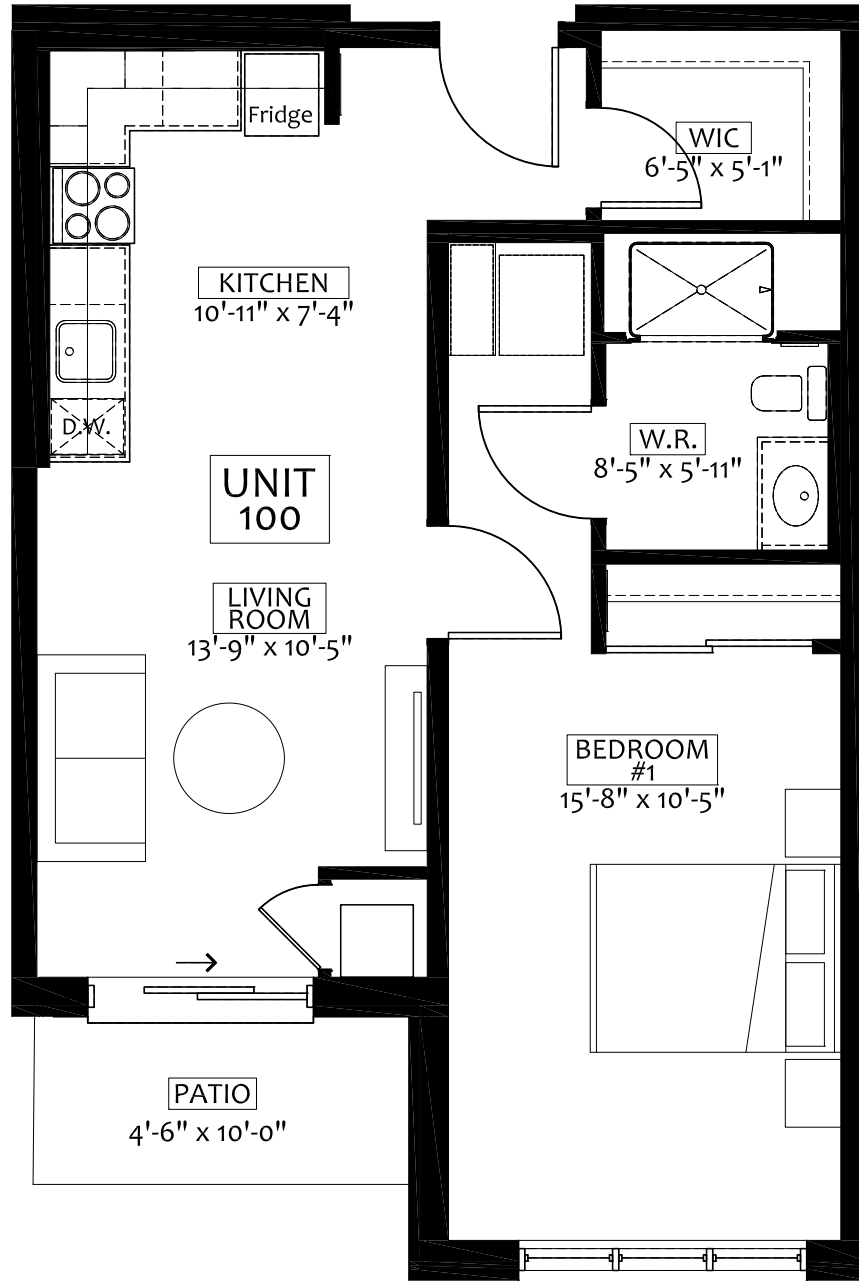 Fridge
WIC
6'-5" x 5'-1"
KITCHEN
10'-11" x 7'-4"
D.W.
W.R.
8'-5" x 5'-11"
UNIT
100
LIVING
ROOM
13'-9" x 10'-5"
BEDROOM
#1
15'-8" x 10'-5"
PATIO
4'-6" x 10'-0"